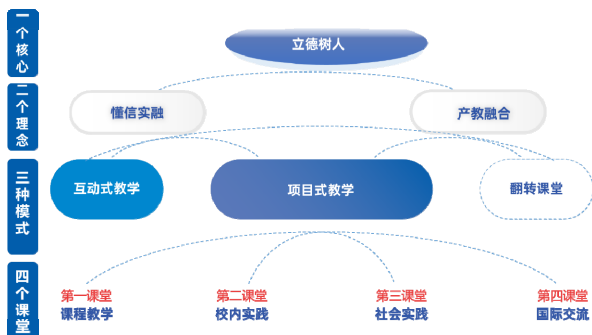 一个核心
立德树人
二个理念
懂信实融
产教融合
三种模式
互动式教学
项目式教学
翻转课堂
四个课堂
第一课堂
课程教学
第二课堂
校内实践
第三课堂
社会实践
第四课堂
国际交流